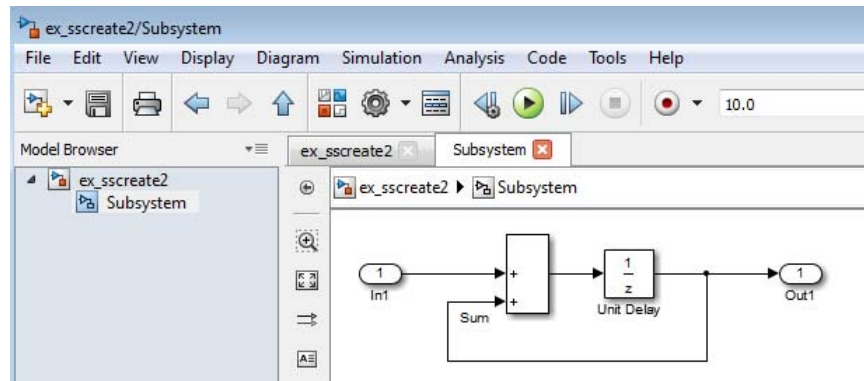 ex_sscreate2/Subsystem
File Edit View Display Diagram Simulation Analysis Code Tools Help
10.0
Model Browser
ex_sscreate2 Subsystem
ex_sscreate2
Subsystem
ex_sscreate2 Subsystem
1
In1
+
+
Sum
1
z
Unit Delay
1
Out1